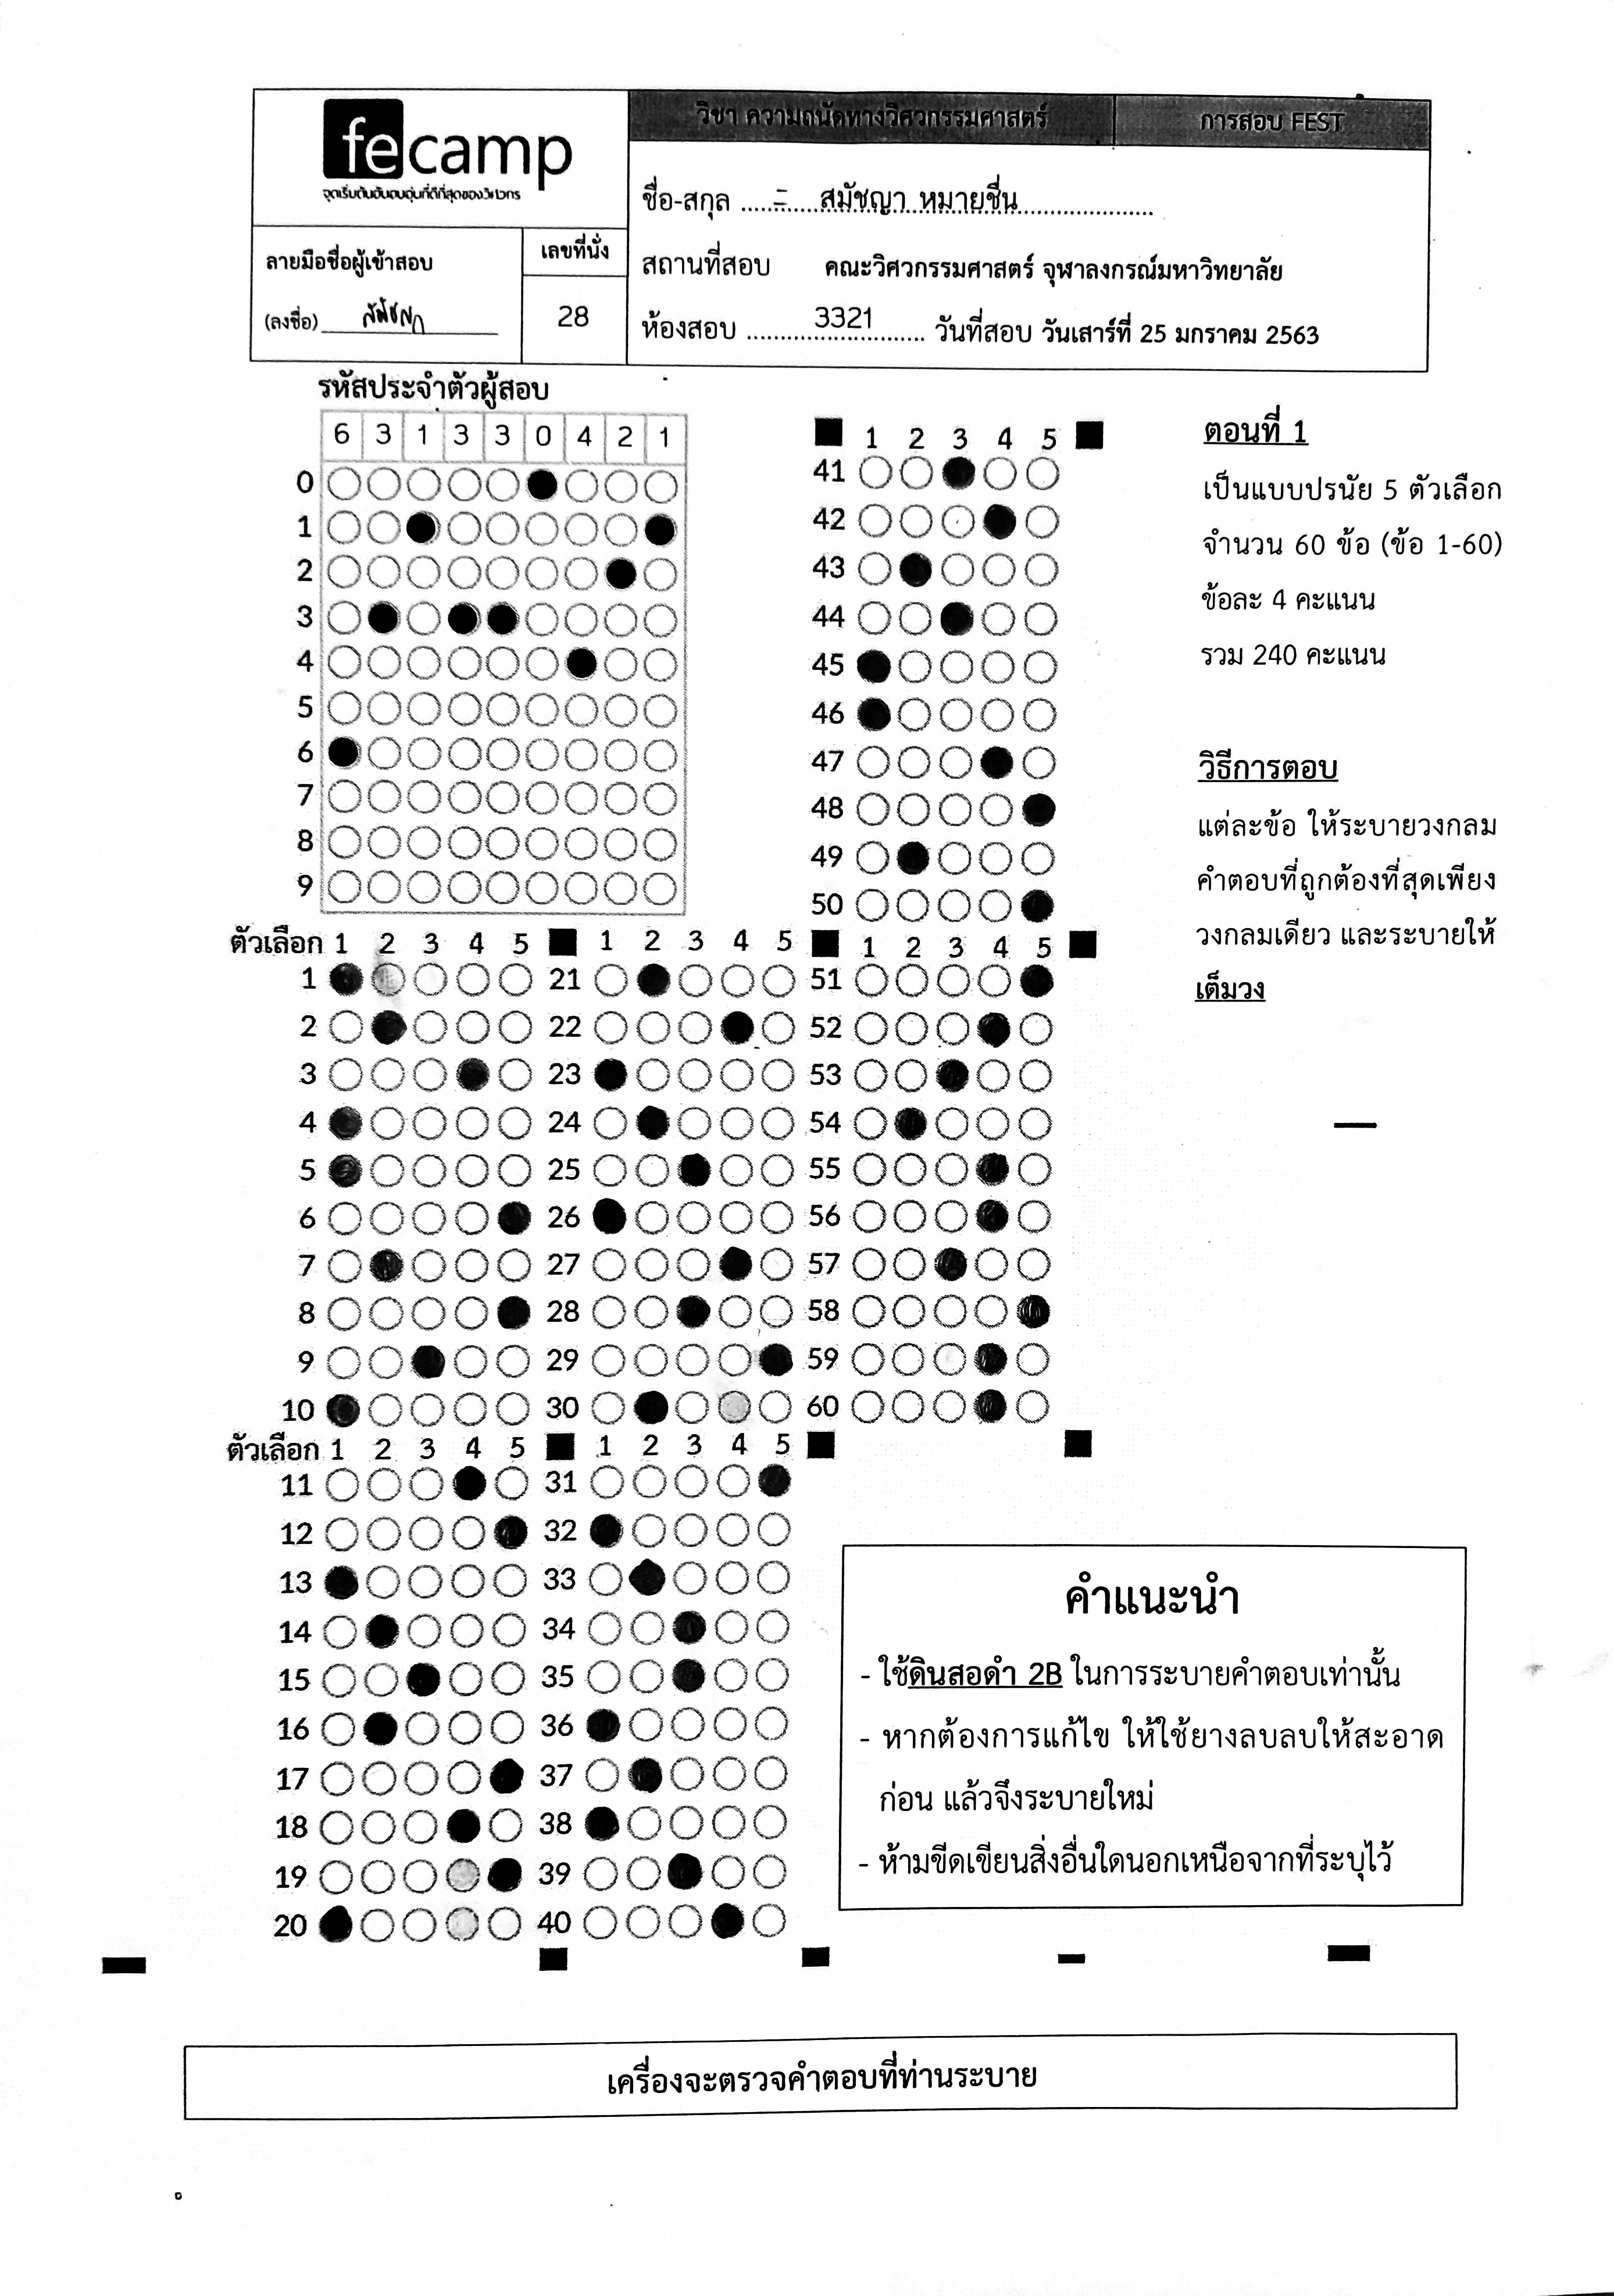 fecamp
จุดเริ่มต้นอันอบอุ่นที่ดีที่สุดของวิศวกร
วิชา ความถนัดทางวิศวกรรมศาสตร์ การสอบ FEST
ชื่อ-สกุล สมัชญา หมายชื่น
ลายมือชื่อผู้เข้าสอบ
(ลงชื่อ)
เลขที่นั่ง
28
สถานที่สอบ คณะวิศวกรรมศาสตร์ จุฬาลงกรณ์มหาวิทยาลัย
ห้องสอบ 3321 วันที่สอบ วันเสาร์ที่ 25 มกราคม 2563
รหัสประจำตัวผู้สอบ
6 3 1 3 3 0 4 2 1
0
1
2
3
4
5
6
7
8
9
1 2 3 4 5
41
42
43
44
45
46
47
48
49
50
ตอนที่ 1
เป็นแบบปรนัย 5 ตัวเลือก
จำนวน 60 ข้อ (ข้อ 1-60)
ข้อละ 4 คะแนน
รวม 240 คะแนน
วิธีการตอบ
แต่ละข้อ ให้ระบายวงกลม
คำตอบที่ถูกต้องที่สุดเพียง
วงกลมเดียว และระบายให้
เต็มวง
ตัวเลือก 1 2 3 4 5 1 2 3 4 5 1 2 3 4 5
1 21 51
2 22 52
3 23 53
4 24 54
5 25 55
6 26 56
7 27 57
8 28 58
9 29 59
10 30 60
ตัวเลือก 1 2 3 4 5 1 2 3 4 5
11 31
12 32
13 33
14 34
15 35
16 36
17 37
18 38
19 39
20 40
คำแนะนำ
- ใช้ดินสอดำ 2B ในการระบายคำตอบเท่านั้น
- หากต้องการแก้ไข ให้ใช้ยางลบลบให้สะอาด
ก่อน แล้วจึงระบายใหม่
- ห้ามขีดเขียนสิ่งอื่นใดนอกเหนือจากที่ระบุไว้
เครื่องจะตรวจคำตอบที่ท่านระบาย